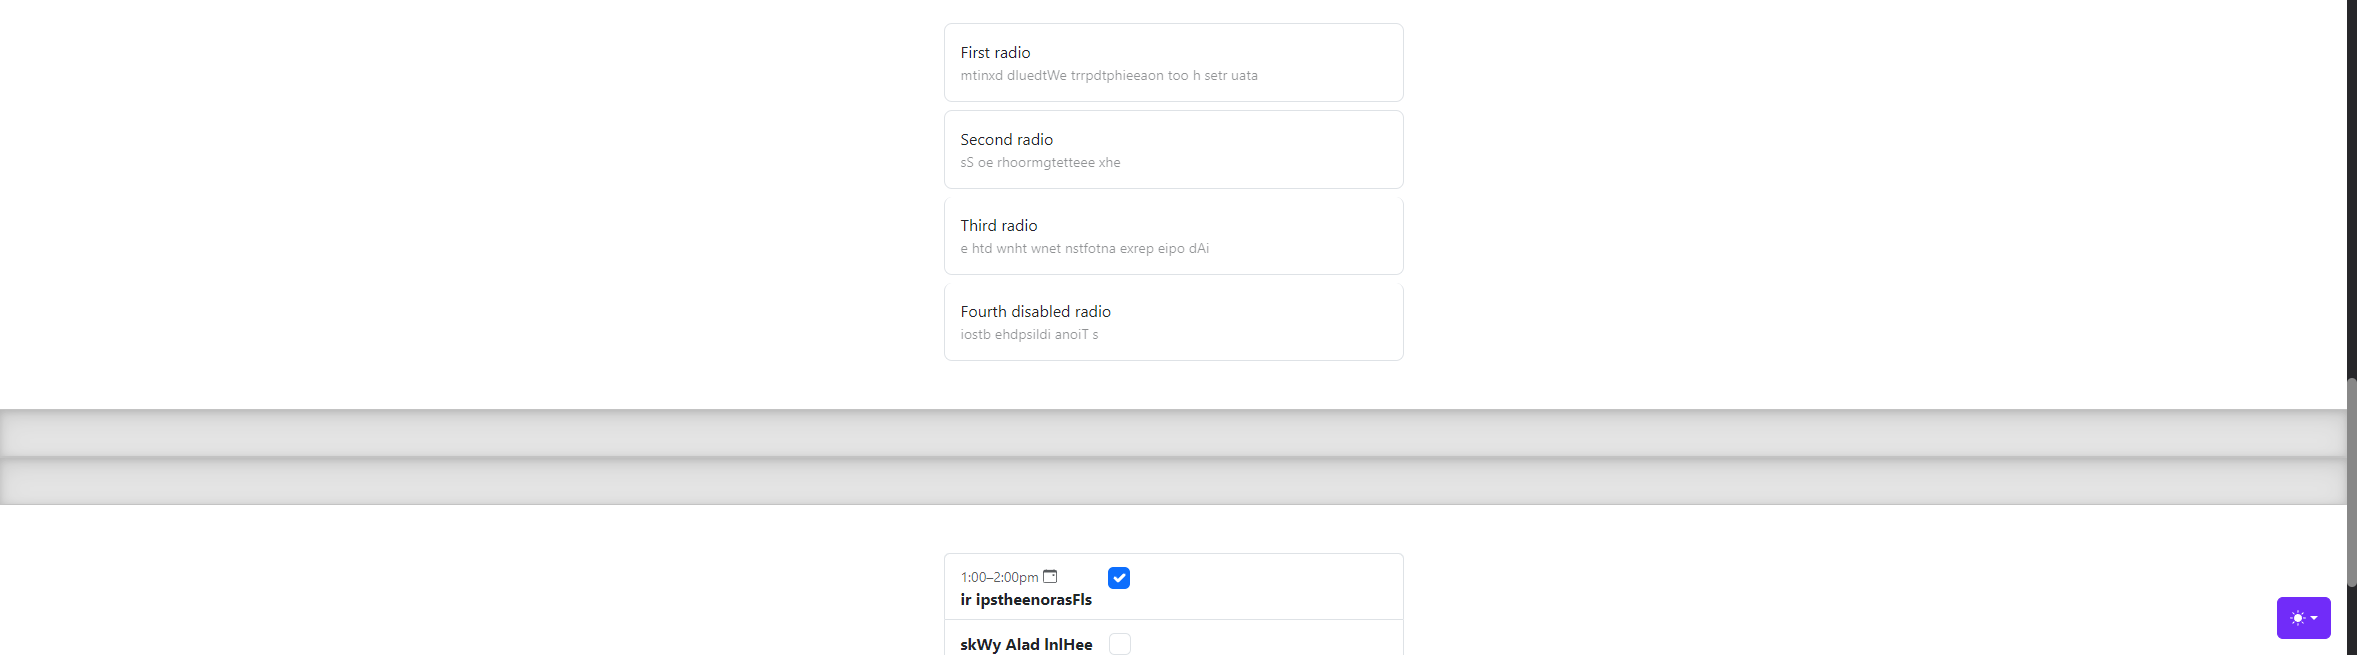 First radio
mtinxd dluedtWe trrpdtphieeaon too h setr uata
Second radio
sS oe rhoormgtetteee xhe
Third radio
e htd wnht wnet nstfotna exrep eipo dAi
Fourth disabled radio
iostb ehdpsildi anoiT s
1:00–2:00pm
ir ipstheenorasFls
skWy Alad lnlHee